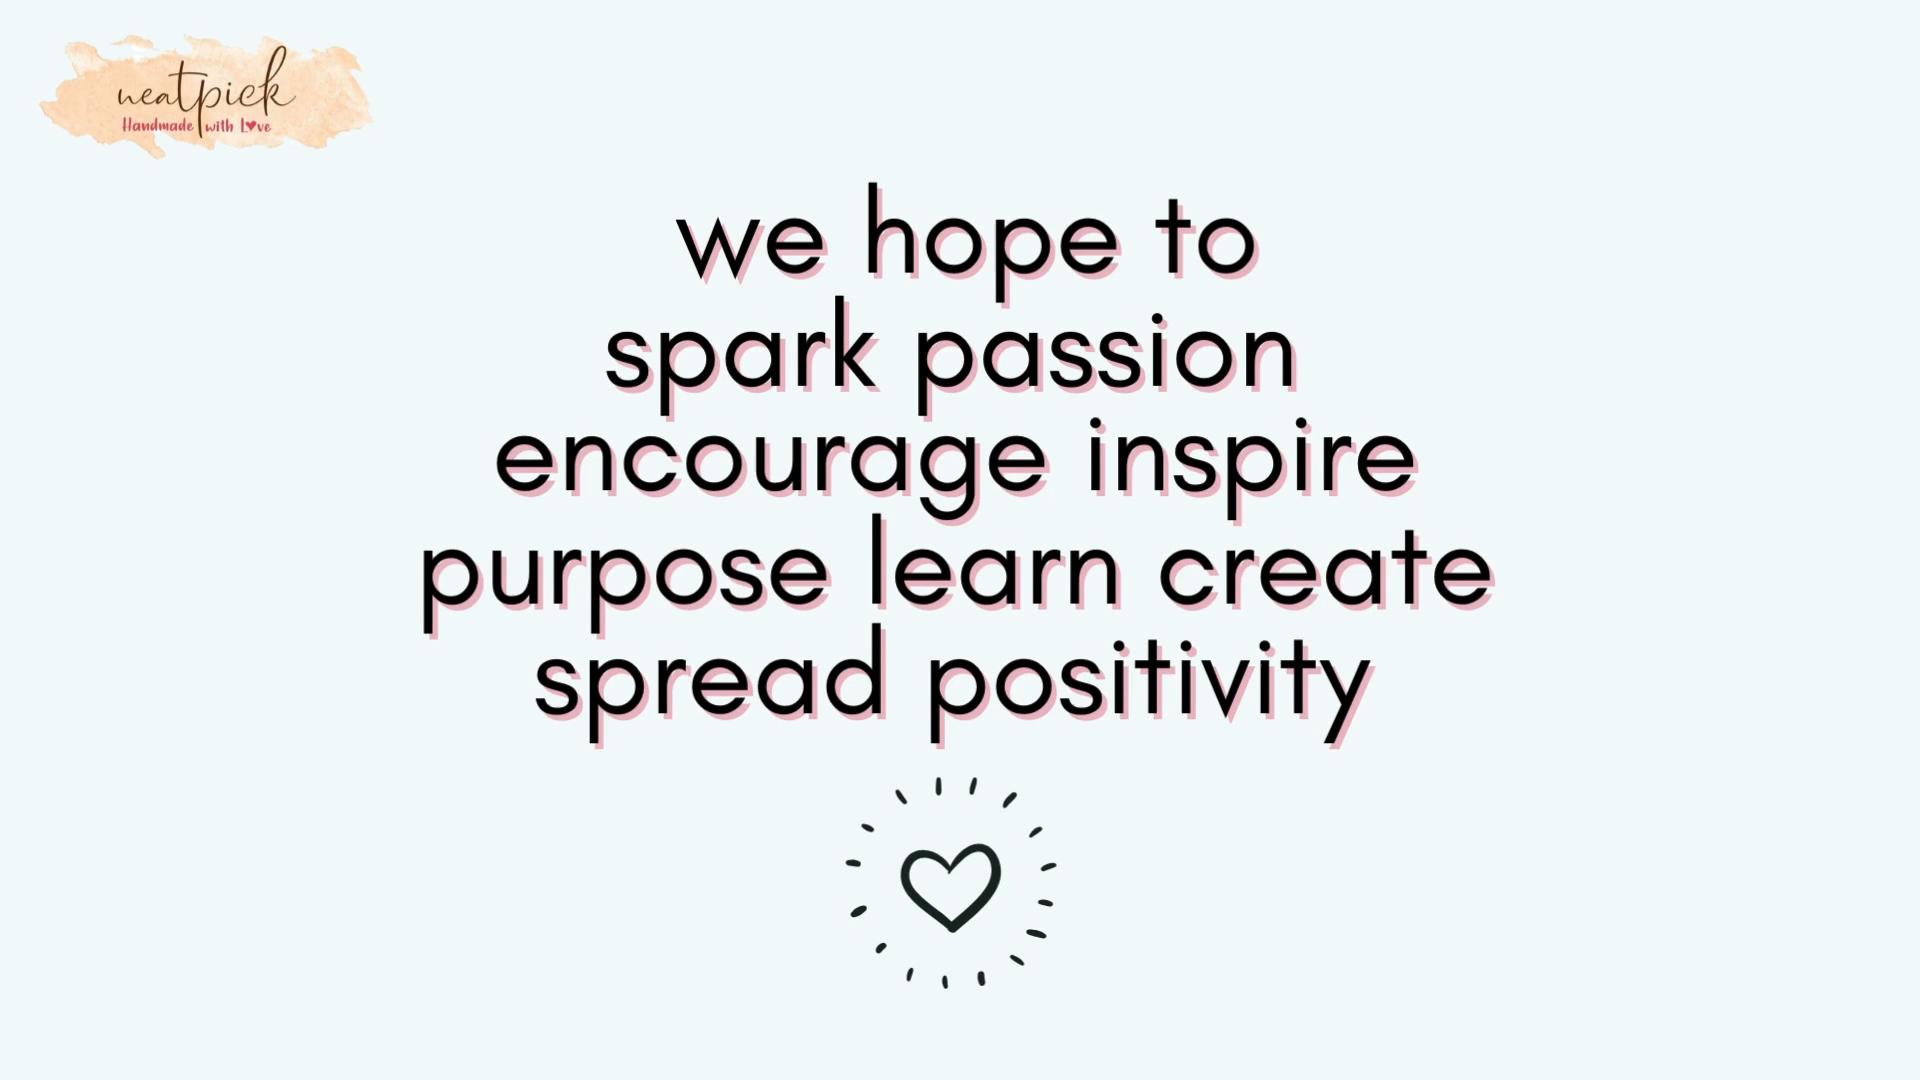 neatpick
Handmade with Love
we hope to
spark passion
encourage inspire
purpose learn create
spread positivity